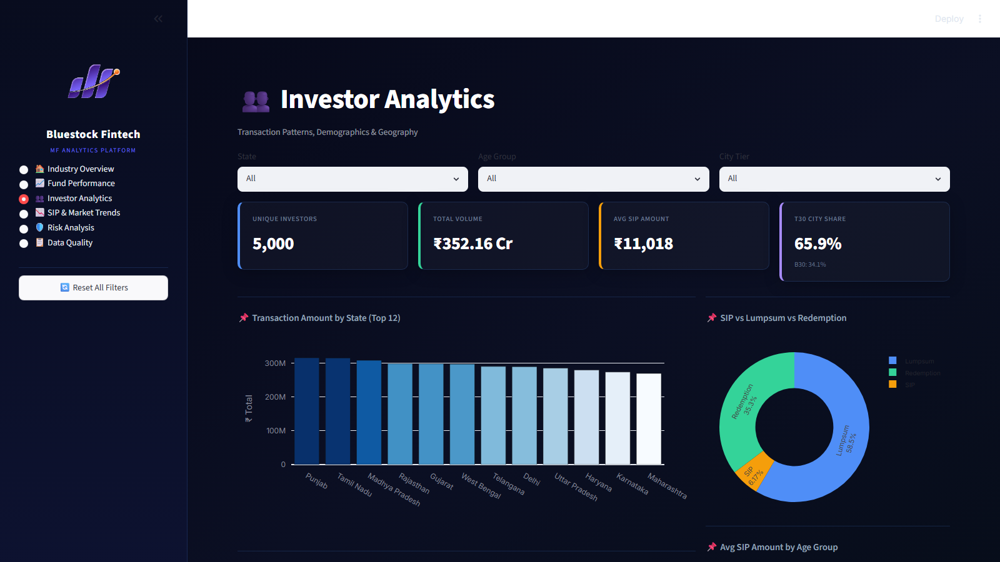 Deploy
Bluestock Fintech
MF ANALYTICS PLATFORM
Industry Overview
Fund Performance
Investor Analytics
SIP & Market Trends
Risk Analysis
Data Quality
Reset All Filters
Investor Analytics
Transaction Patterns, Demographics & Geography
State
Age Group
City Tier
All
All
All
UNIQUE INVESTORS
5,000
TOTAL VOLUME
₹352.16 Cr
AVG SIP AMOUNT
₹11,018
T30 CITY SHARE
65.9%
B30: 34.1%
Transaction Amount by State (Top 12)
₹ Total
300M
200M
100M
0
Punjab
Tamil Nadu
Madhya Pradesh
Rajasthan
Gujarat
West Bengal
Telangana
Delhi
Uttar Pradesh
Haryana
Karnataka
Maharashtra
SIP vs Lumpsum vs Redemption
Redemption
35.3%
Lumpsum
58.5%
SIP
6.17%
Lumpsum
Redemption
SIP
Avg SIP Amount by Age Group